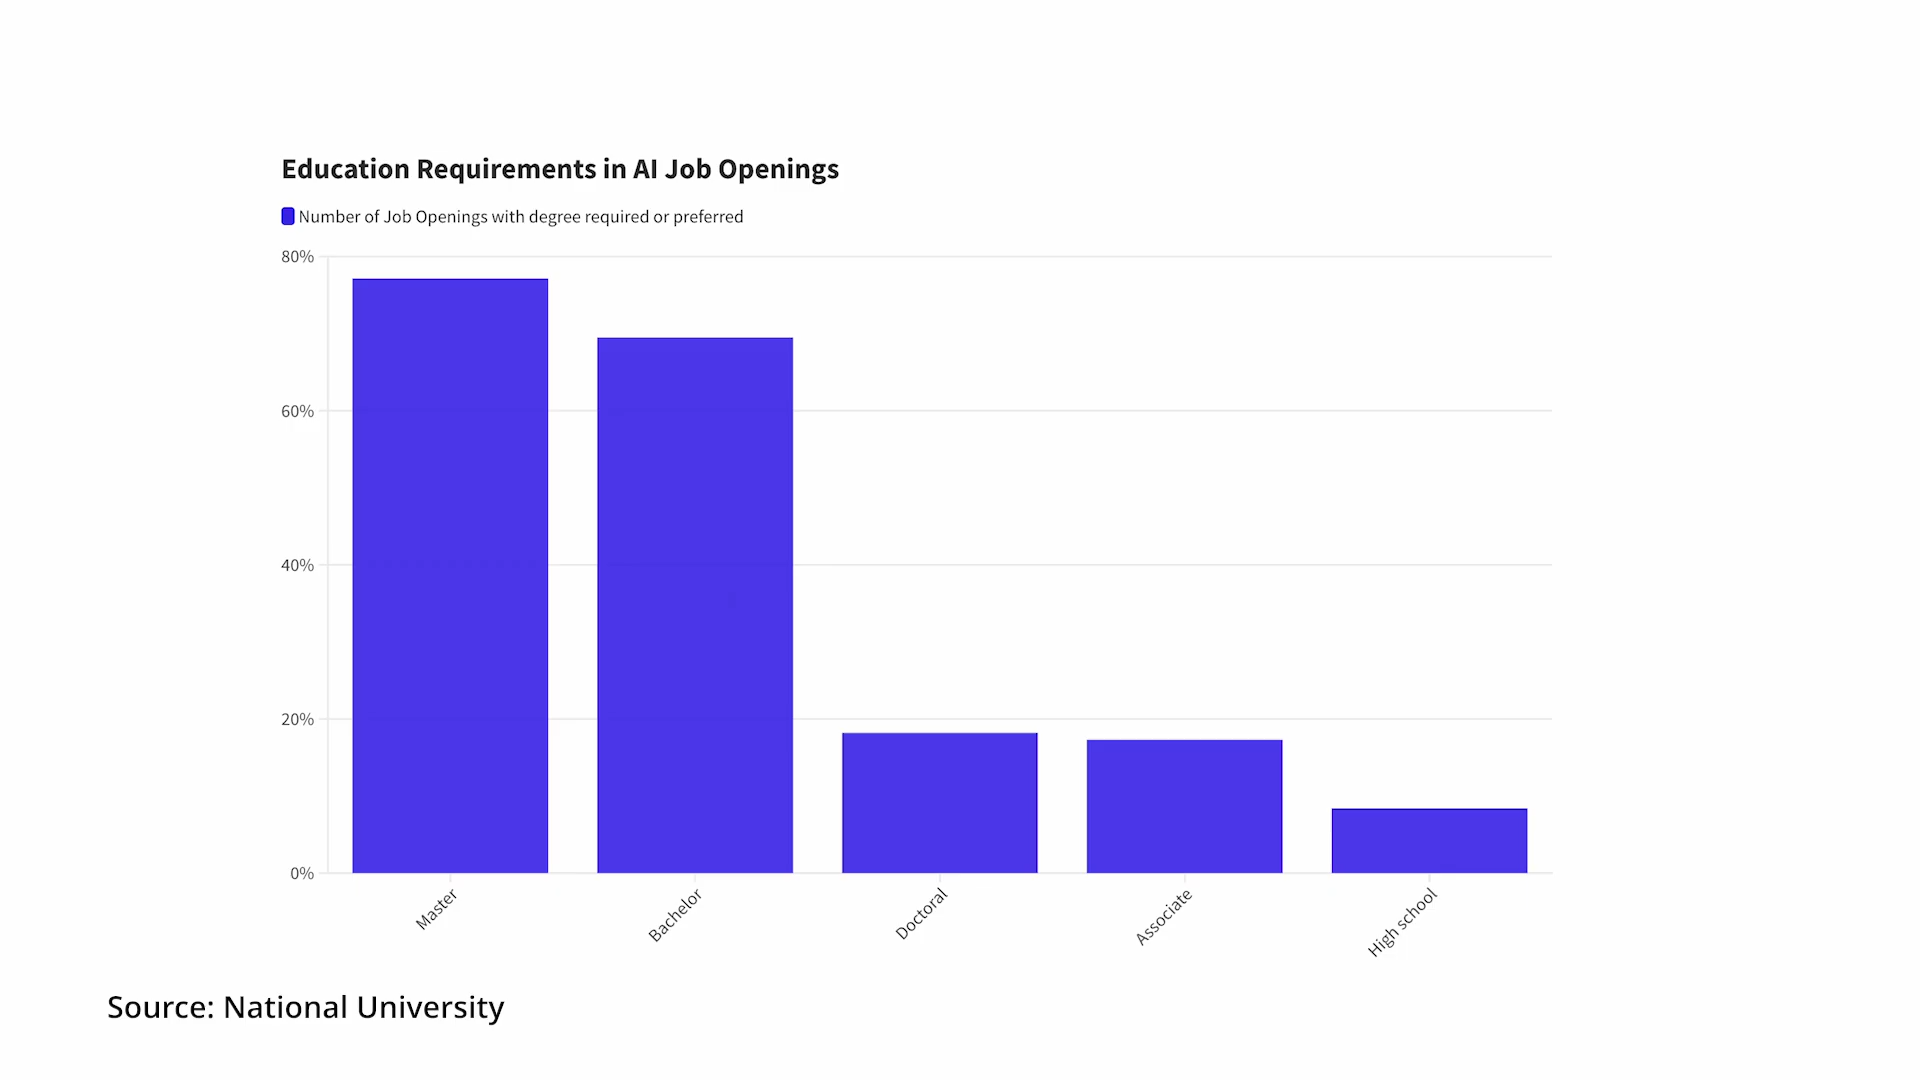 Education Requirements in AI Job Openings
Number of Job Openings with degree required or preferred
80%
60%
40%
20%
0%
Master
Bachelor
Doctoral
Associate
High school
Source: National University